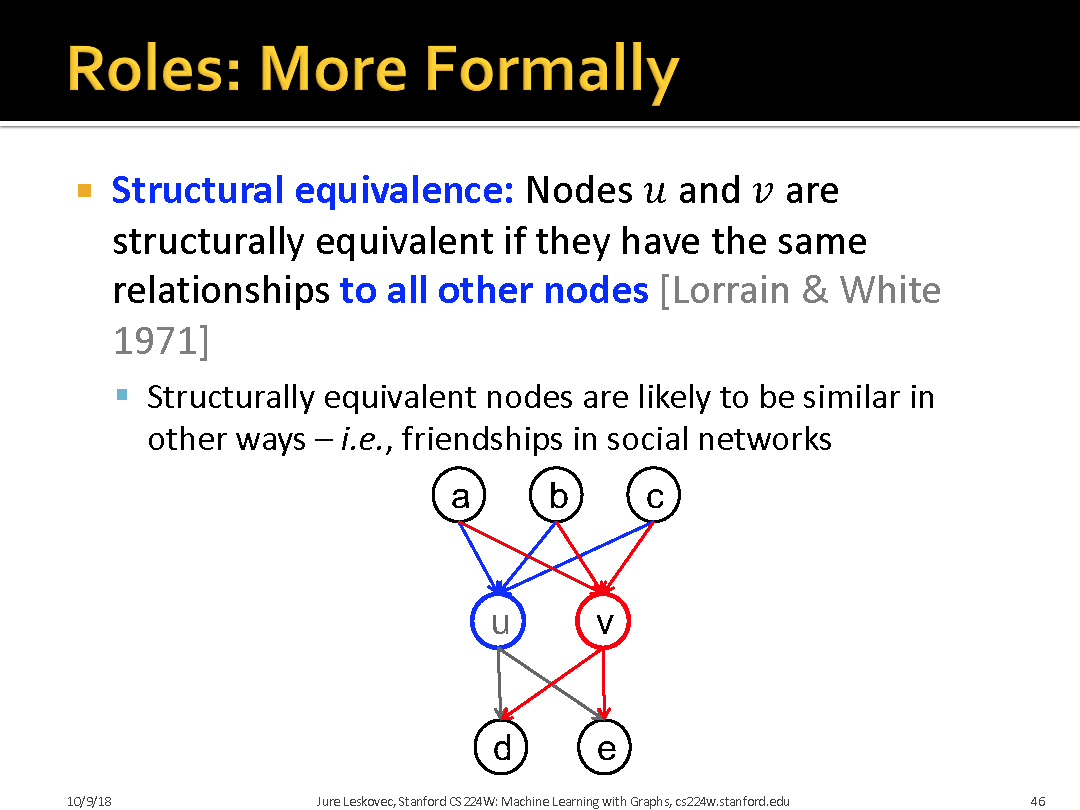 Roles: More Formally
Structural equivalence: Nodes u and v are
structurally equivalent if they have the same
relationships to all other nodes [Lorrain & White
1971]
Structurally equivalent nodes are likely to be similar in
other ways – i.e., friendships in social networks
a b c
u v
d e
10/9/18 Jure Leskovec, Stanford CS224W: Machine Learning with Graphs, cs224w.stanford.edu 46